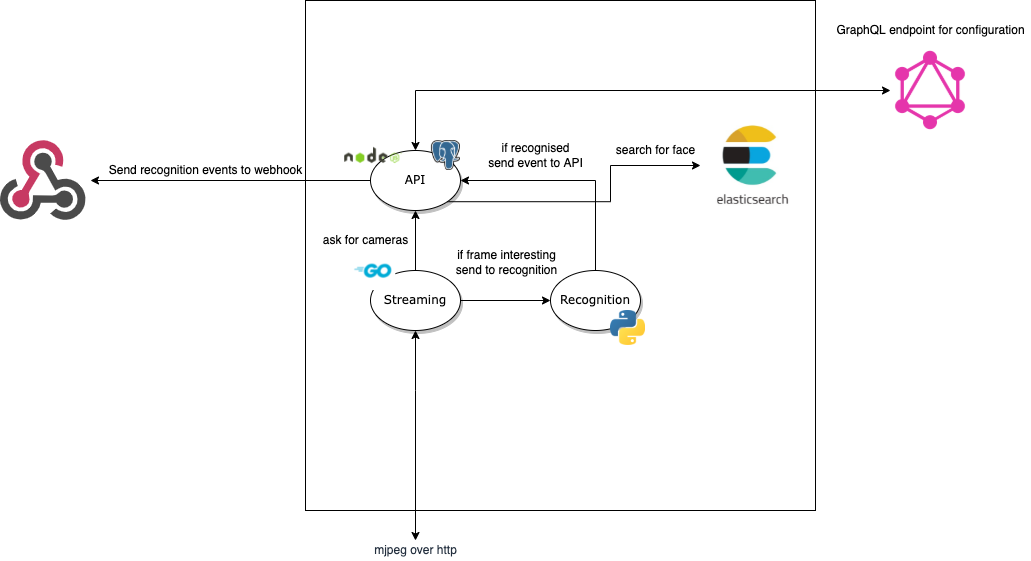 GraphQL endpoint for configuration
if recognised
send event to API
search for face
node
Send recognition events to webhook
API
elasticsearch
ask for cameras
if frame interesting
send to recognition
GO
Streaming
Recognition
mjpeg over http